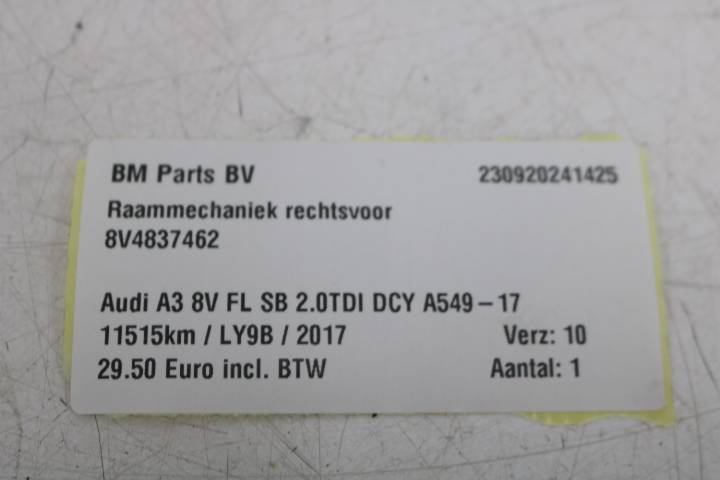 BM Parts BV 230920241425
Raammechaniek rechtsvoor
8V4837462
Audi A3 8V FL SB 2.0TDI DCY A549-17
11515km / LY9B / 2017 Verz: 10
29.50 Euro incl. BTW Aantal: 1